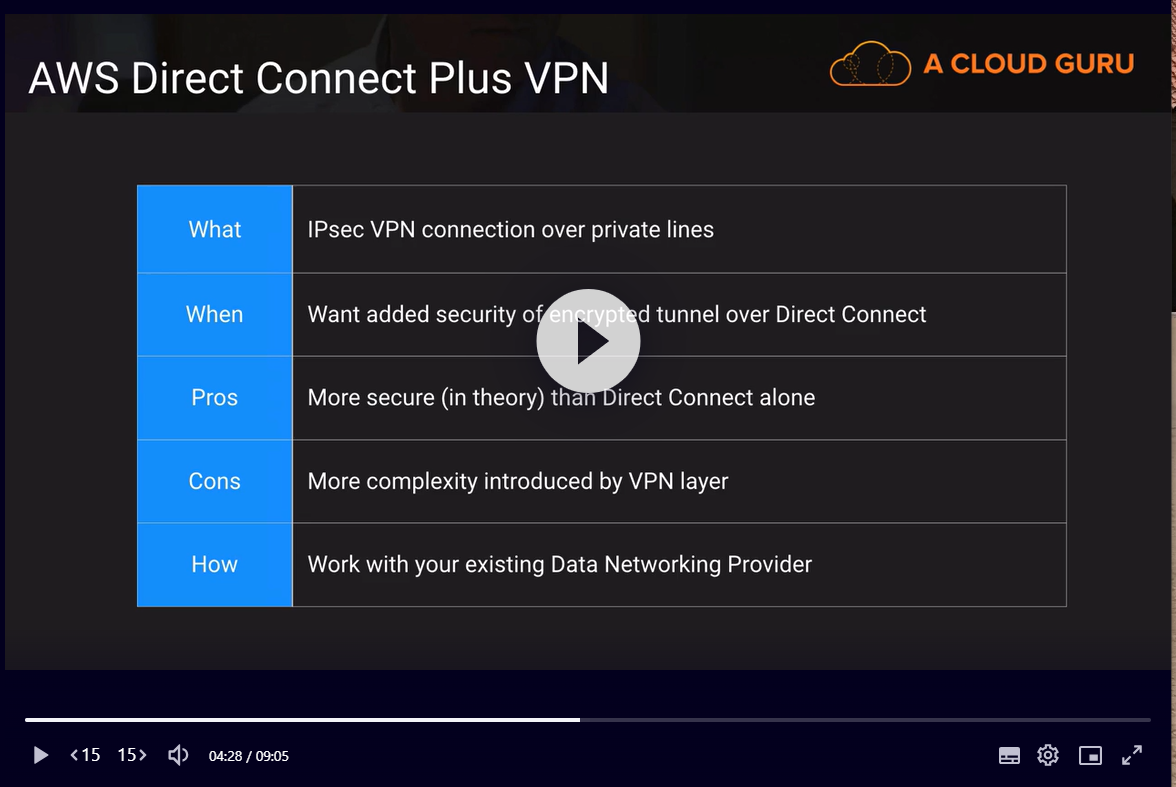 AWS Direct Connect Plus VPN
A CLOUD GURU
What
IPsec VPN connection over private lines
When
Want added security of encrypted tunnel over Direct Connect
Pros
More secure (in theory) than Direct Connect alone
Cons
More complexity introduced by VPN layer
How
Work with your existing Data Networking Provider
<15 15> 04:28 / 09:05